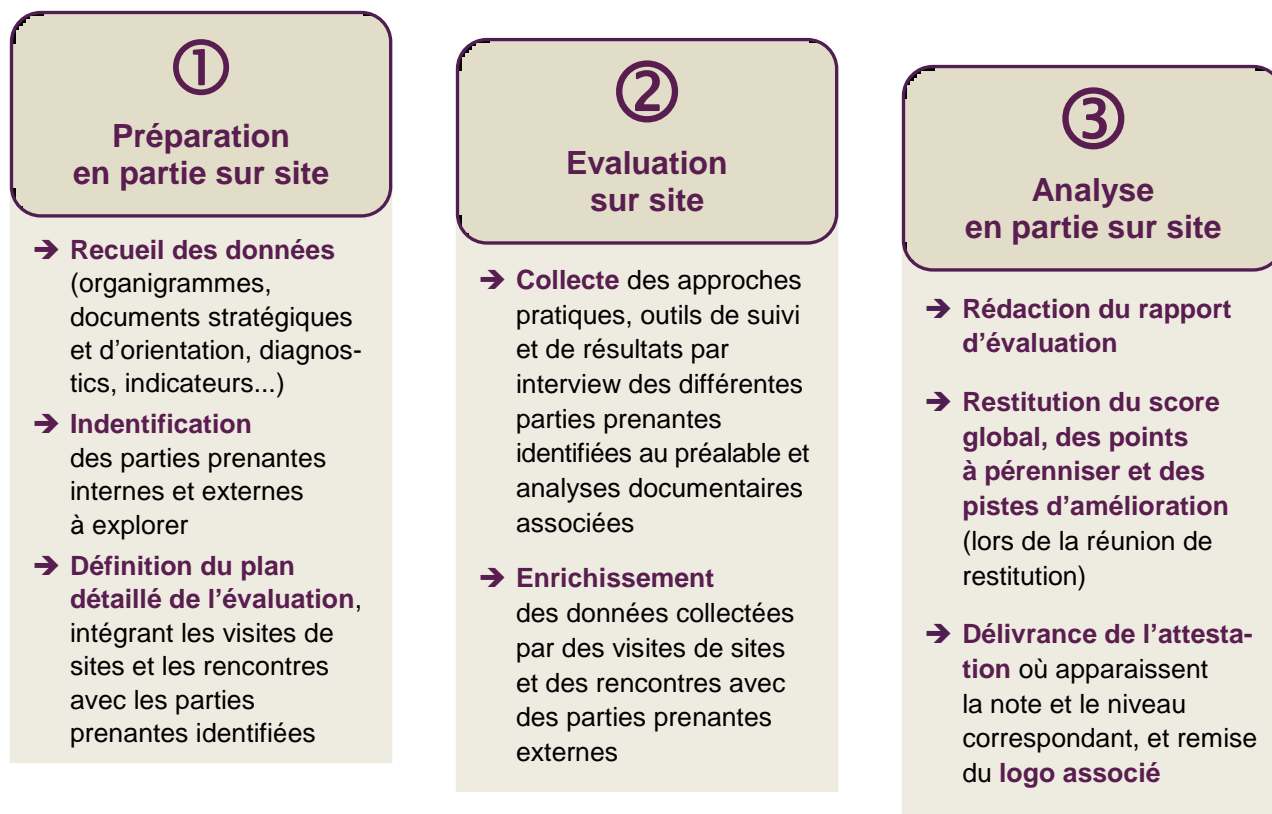 ①
Préparation
en partie sur site
➔ Recueil des données
(organigrammes,
documents stratégiques
et d'orientation, diagnos-
tics, indicateurs...)
➔ Indentification
des parties prenantes
internes et externes
à explorer
➔ Définition du plan
détaillé de l'évaluation,
intégrant les visites de
sites et les rencontres
avec les parties
prenantes identifiées
②
Evaluation
sur site
➔ Collecte des approches
pratiques, outils de suivi
et de résultats par
interview des différentes
parties prenantes
identifiées au préalable et
analyses documentaires
associées
➔ Enrichissement
des données collectées
par des visites de sites
et des rencontres avec
des parties prenantes
externes
③
Analyse
en partie sur site
➔ Rédaction du rapport
d'évaluation
➔ Restitution du score
global, des points
à pérenniser et des
pistes d'amélioration
(lors de la réunion de
restitution)
➔ Délivrance de l'attesta-
tion où apparaissent
la note et le niveau
correspondant, et remise
du logo associé